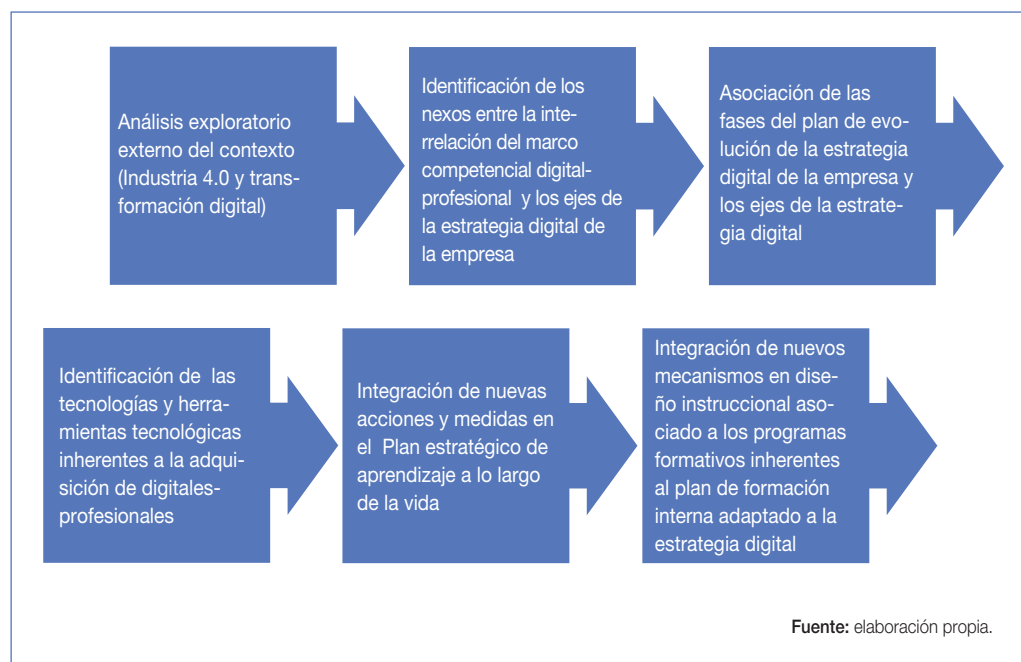 Análisis exploratorio
externo del contexto
(Industria 4.0 y trans-
formación digital)
Identificación de los
nexos entre la inte-
rrelación del marco
competencial digital-
profesional y los ejes de
la estrategia digital de
la empresa
Asociación de las
fases del plan de evo-
lución de la estrategia
digital de la empresa y
los ejes de la estrate-
gia digital
Identificación de las
tecnologías y herra-
mientas tecnológicas
inherentes a la adqui-
sición de digitales-
profesionales
Integración de nuevas
acciones y medidas en
el Plan estratégico de
aprendizaje a lo largo
de la vida
Integración de nuevos
mecanismos en dise-
ño instruccional aso-
ciado a los programas
formativos inherentes
al plan de formación
interna adaptado a la
estrategia digital
Fuente: elaboración propia.